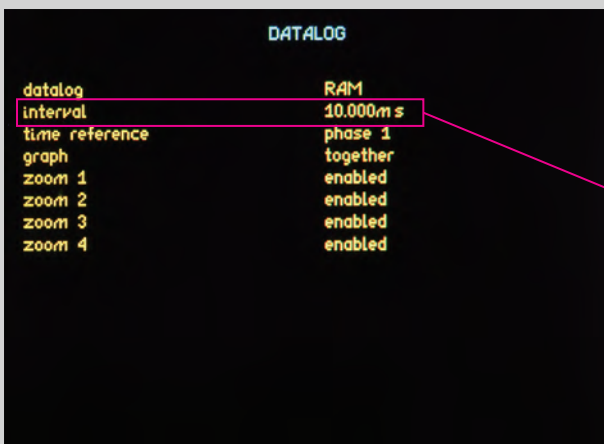 DATALOG
datalog RAM
interval 10.000m s
time reference phase 1
graph together
zoom 1 enabled
zoom 2 enabled
zoom 3 enabled
zoom 4 enabled